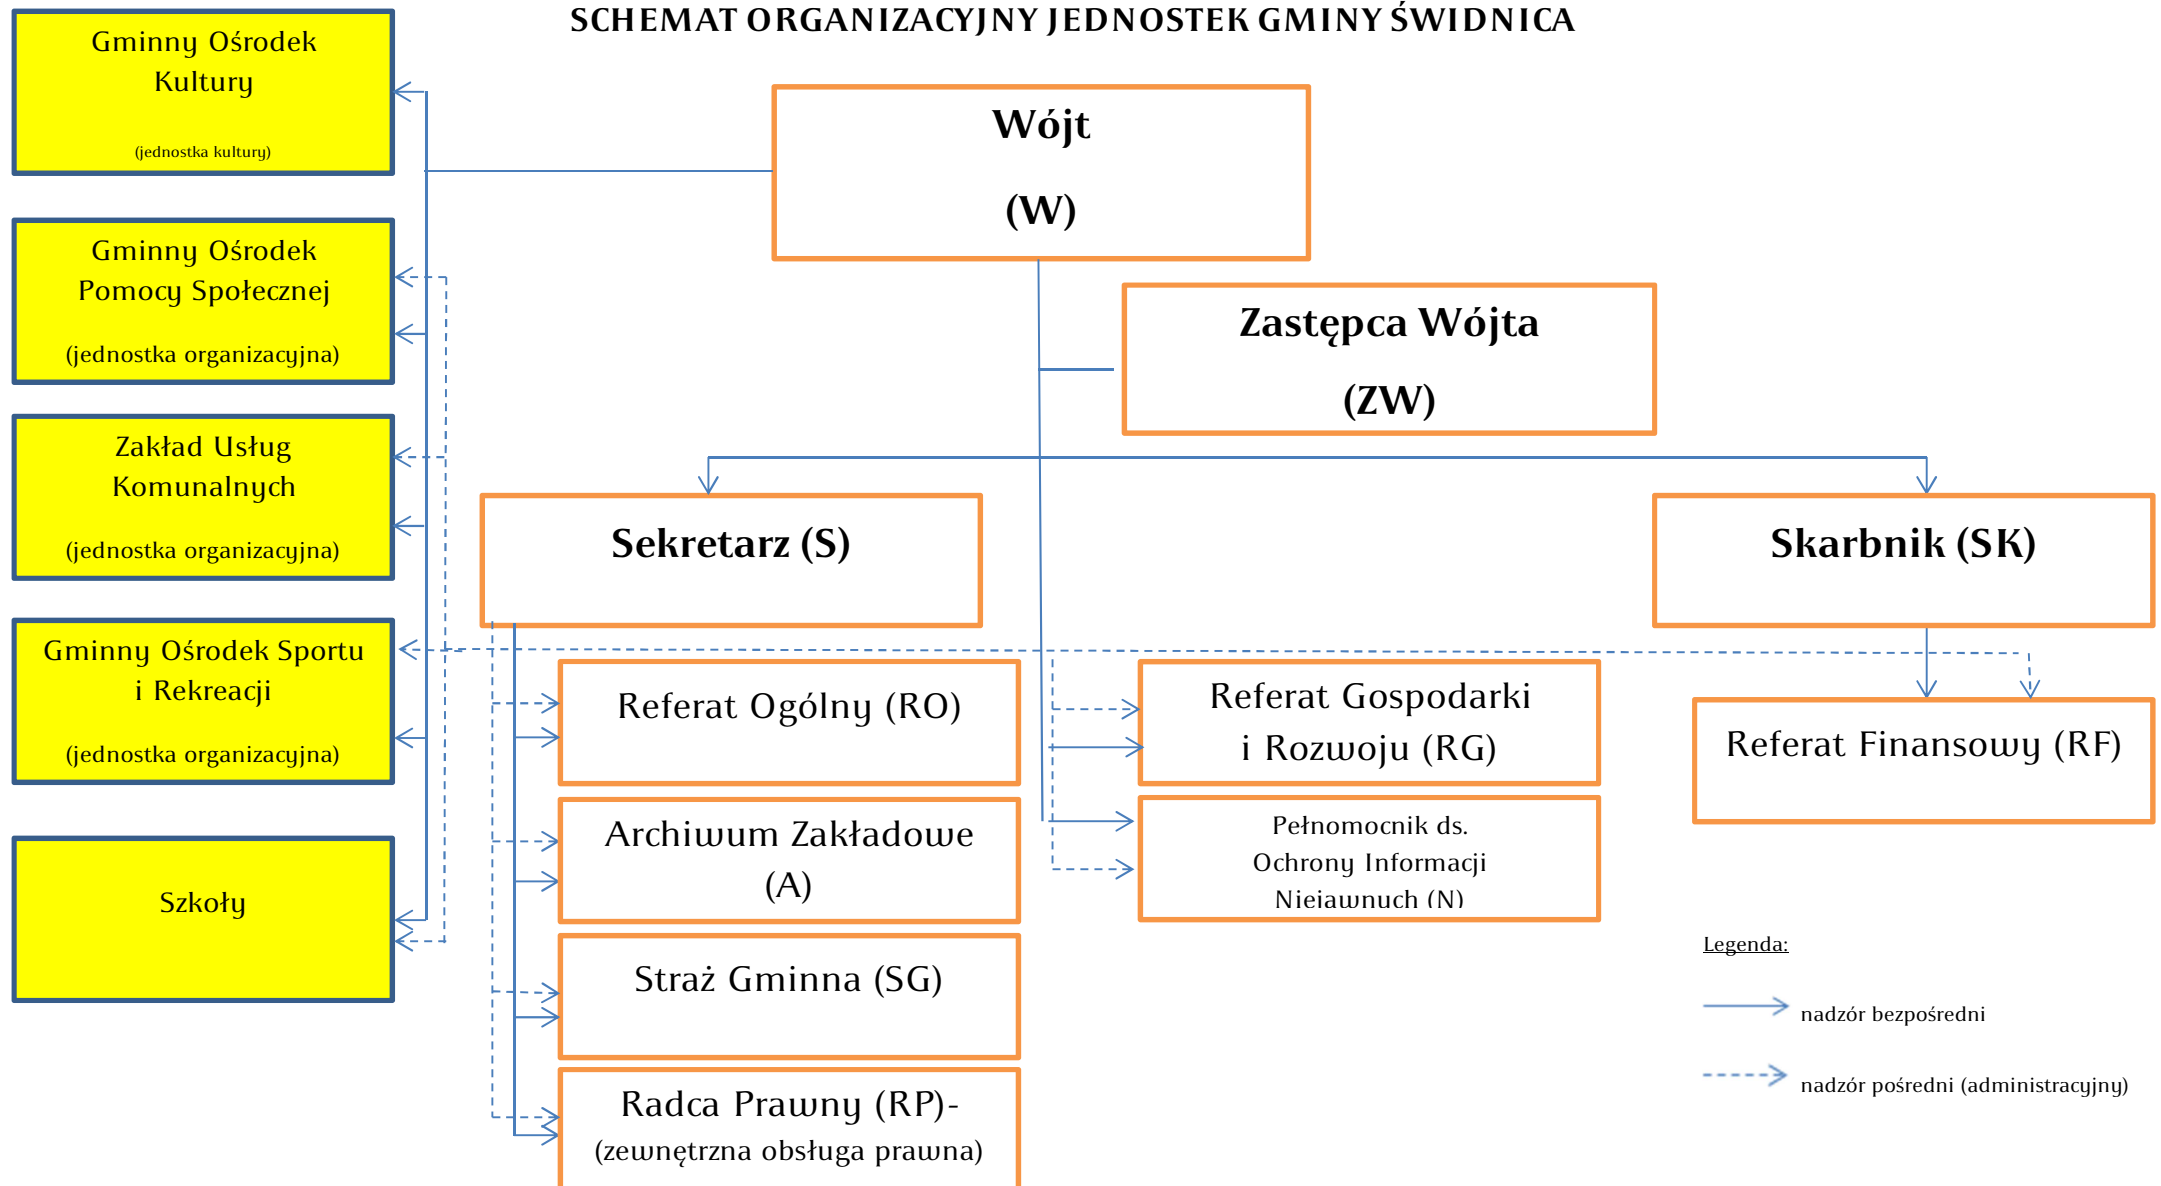 SCHEMAT ORGANIZACYJNY JEDNOSTEK GMINY ŚWIDNICA
Gminny Ośrodek
Kultury
(jednostka kultury)
Gminny Ośrodek
Pomocy Społecznej
(jednostka organizacyjna)
Zakład Usług
Komunalnych
(jednostka organizacyjna)
Gminny Ośrodek Sportu
i Rekreacji
(jednostka organizacyjna)
Szkoły
Wójt
(W)
Zastępca Wójta
(ZW)
Sekretarz (S)
Skarbnik (SK)
Referat Ogólny (RO)
Archiwum Zakładowe
(A)
Straż Gminna (SG)
Radca Prawny (RP)-
(zewnętrzna obsługa prawna)
Referat Gospodarki
i Rozwoju (RG)
Pełnomocnik ds.
Ochrony Informacji
Niejawnych (N)
Referat Finansowy (RF)
Legenda:
nadzór bezpośredni
nadzór pośredni (administracyjny)